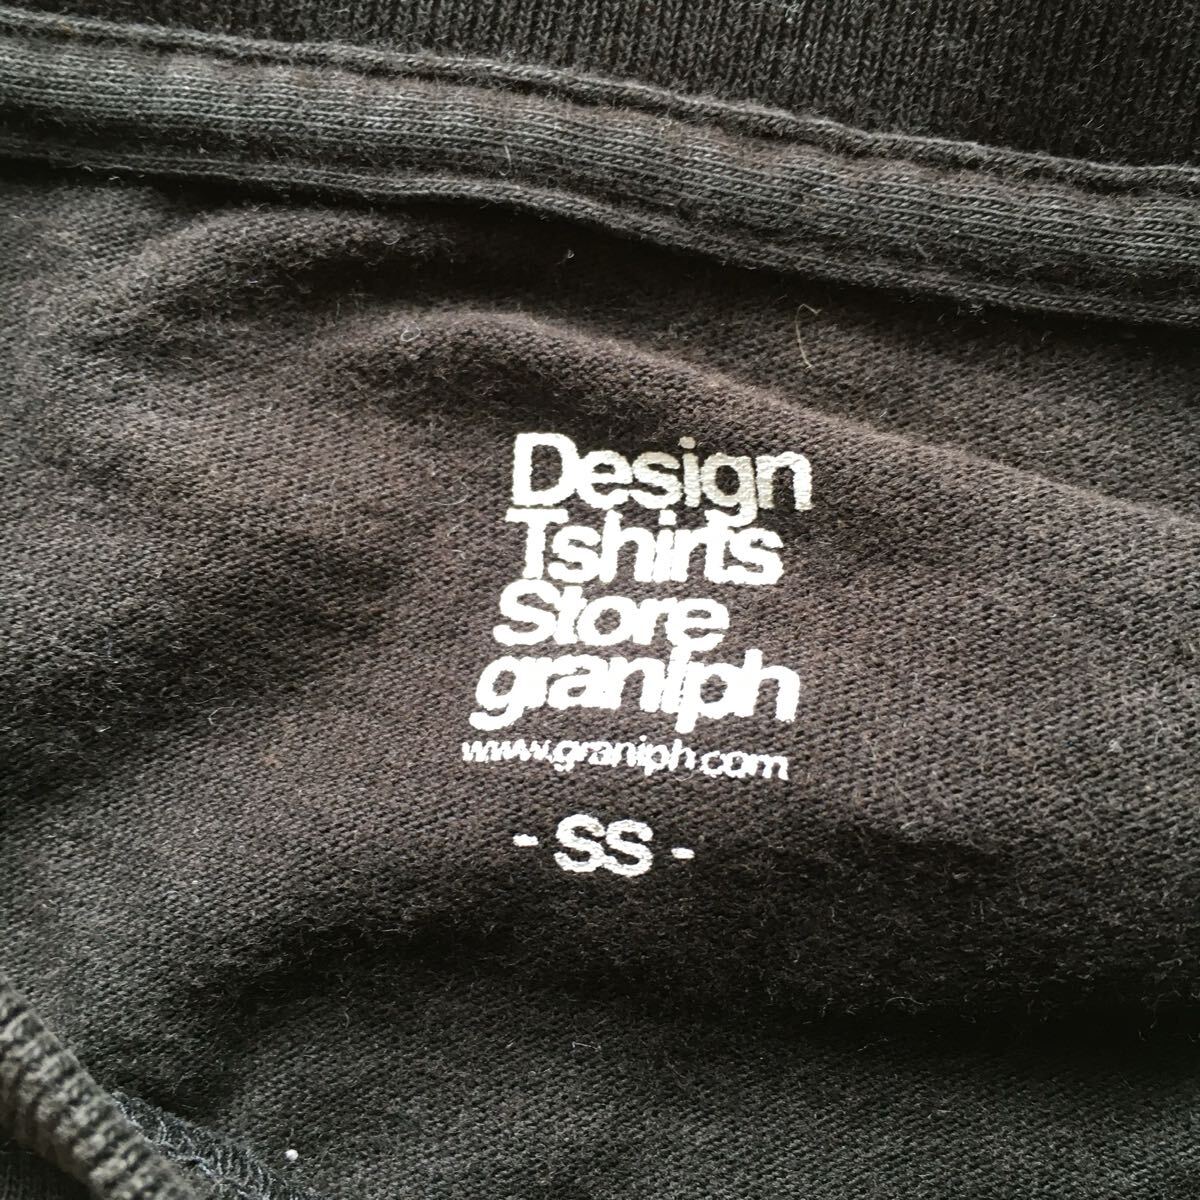 Design
Tshirts
Store
graniph
www.graniph.com
- SS -